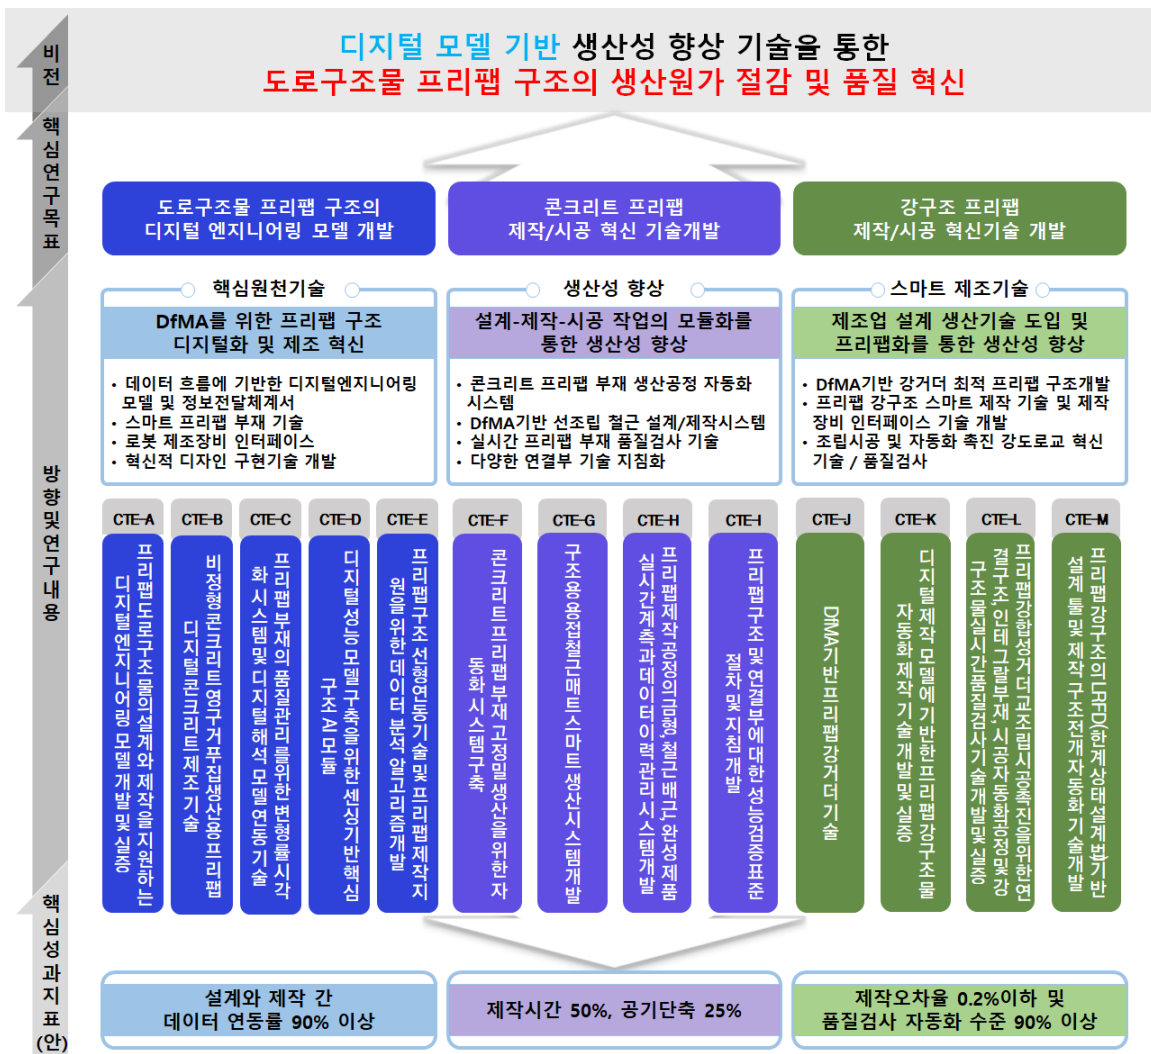 비전
디지털 모델 기반 생산성 향상 기술을 통한
도로구조물 프리팹 구조의 생산원가 절감 및 품질 혁신
핵심연구목표
도로구조물 프리팹 구조의
디지털 엔지니어링 모델 개발
콘크리트 프리팹
제작/시공 혁신 기술개발
강구조 프리팹
제작/시공 혁신기술 개발
방향및연구내용
핵심원천기술
DfMA를 위한 프리팹 구조
디지털화 및 제조 혁신
• 데이터 흐름에 기반한 디지털엔지니어링
모델 및 정보전달체계서
• 스마트 프리팹 부재 기술
• 로봇 제조장비 인터페이스
• 혁신적 디자인 구현기술 개발
생산성 향상
설계-제작-시공 작업의 모듈화를
통한 생산성 향상
• 콘크리트 프리팹 부재 생산공정 자동화
시스템
• DfMA기반 선조립 철근 설계/제작시스템
• 실시간 프리팹 부재 품질검사 기술
• 다양한 연결부 기술 지침화
스마트 제조기술
제조업 설계 생산기술 도입 및
프리팹화를 통한 생산성 향상
• DfMA기반 강거더 최적 프리팹 구조개발
• 프리팹 강구조 스마트 제작 기술 및 제작
장비 인터페이스 기술 개발
• 조립시공 및 자동화 촉진 강도로교 혁신
기술 / 품질검사
CTE-A
프리팹도로구조물의설계와제작을지원하는
디지털엔지니어링모델개발및실증
CTE-B
비정형콘크리트영구거푸집생산용프리팹
디지털콘크리트제조기술
CTE-C
프리팹부재의품질관리를위한변형률시각
화시스템및디지털해석모델연동기술
CTE-D
디지털성능모델구축을위한센싱기반핵심
구조AI모듈
CTE-E
프리팹구조선형연동기술및프리팹제작지
원을위한데이터분석알고리즘개발
CTE-F
콘크리트프리팹부재고정밀생산을위한자
동화시스템구축
CTE-G
구조용용접철근매트스마트생산시스템개발
CTE-H
프리팹제작공정의금형,철근배근,완성제품
실시간계측과데이터이력관리시스템개발
CTE-I
프리팹구조및연결부에대한성능검증표준
절차및지침개발
CTE-J
DfMA기반프리팹강거더기술
CTE-K
디지털제작모델에기반한프리팹강구조물
자동화제작기술개발및실증
CTE-L
프리팹강합성거더교조립시공촉진을위한연
결구조,인테그랄부재,시공자동화공정및강
구조물실시간품질검사기술개발및실증
CTE-M
프리팹강구조의LRFD(한계상태설계법)기반
설계툴및제작구조전개자동화기술개발
핵심성과지표(안)
설계와 제작 간
데이터 연동률 90% 이상
제작시간 50%, 공기단축 25%
제작오차율 0.2%이하 및
품질검사 자동화 수준 90% 이상